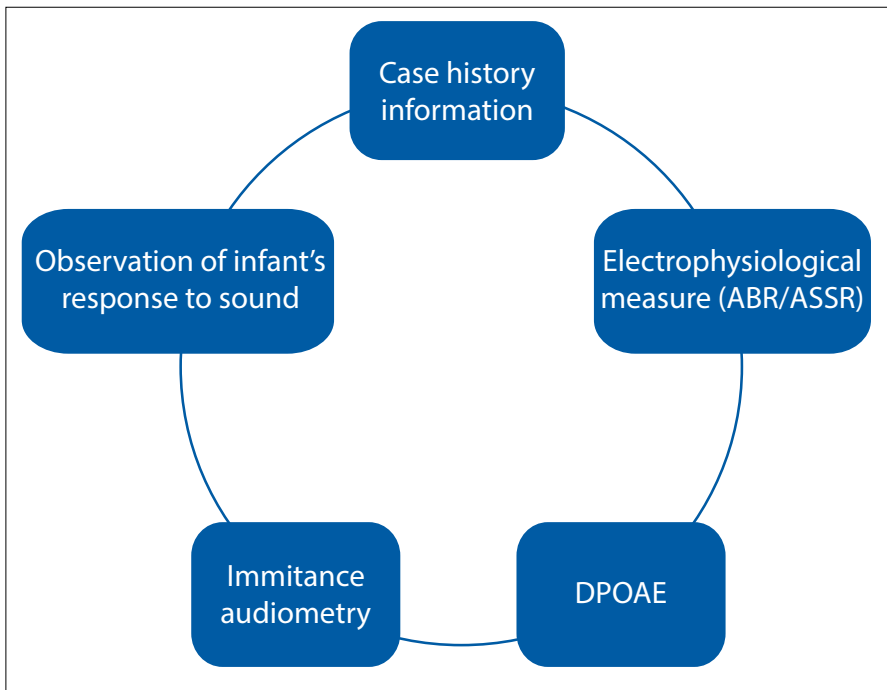 Case history
information
Electrophysiological
measure (ABR/ASSR)
DPOAE
Immitance
audiometry
Observation of infant's
response to sound